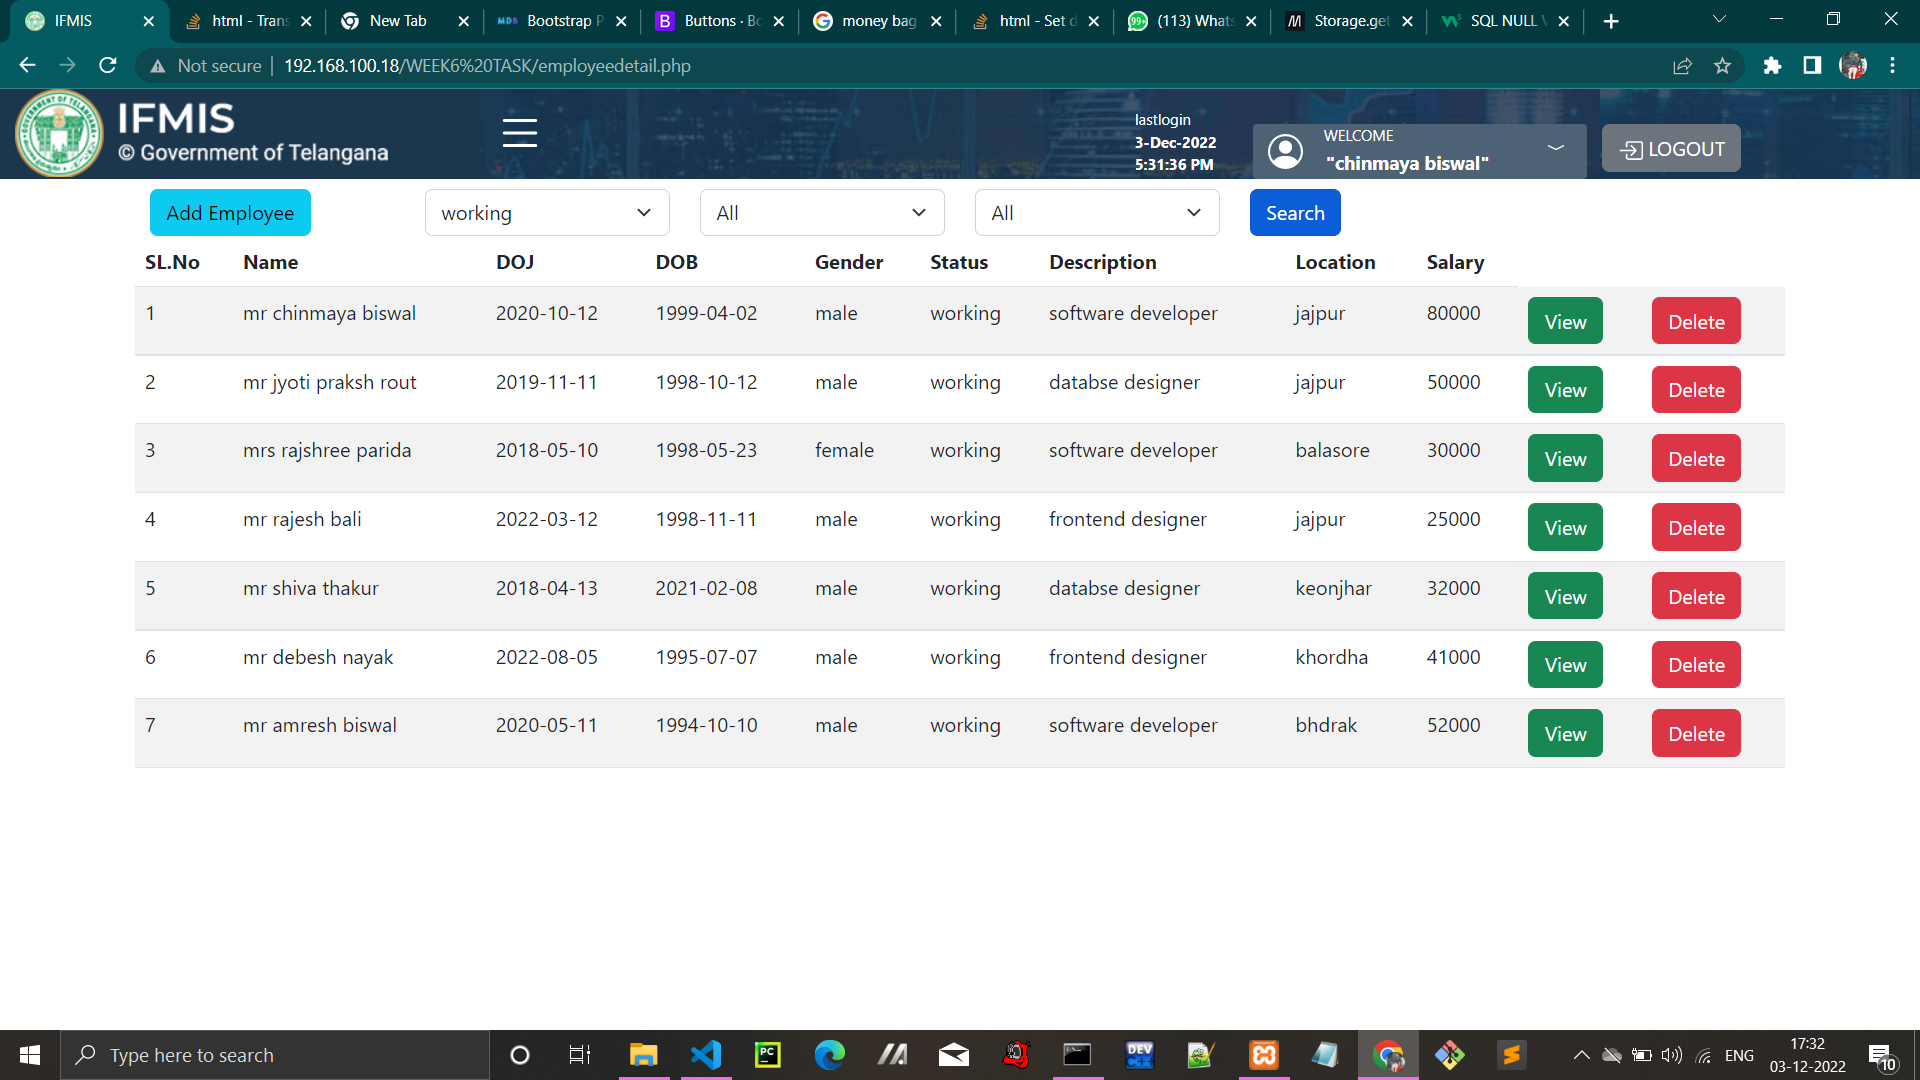 IFMIS
html - Trans
New Tab
MDB Bootstrap P
B Buttons · Bo
money bag
html - Set d
99+ (113) Whats
Storage.get
SQL NULL V
Not secure 192.168.100.18/WEEK6%20TASK/employeedetail.php
IFMIS
© Government of Telangana
lastlogin
3-Dec-2022
5:31:36 PM
WELCOME
"chinmaya biswal"
LOGOUT
Add Employee working All All Search
SL.No Name DOJ DOB Gender Status Description Location Salary
1 mr chinmaya biswal 2020-10-12 1999-04-02 male working software developer jajpur 80000 View Delete
2 mr jyoti praksh rout 2019-11-11 1998-10-12 male working databse designer jajpur 50000 View Delete
3 mrs rajshree parida 2018-05-10 1998-05-23 female working software developer balasore 30000 View Delete
4 mr rajesh bali 2022-03-12 1998-11-11 male working frontend designer jajpur 25000 View Delete
5 mr shiva thakur 2018-04-13 2021-02-08 male working databse designer keonjhar 32000 View Delete
6 mr debesh nayak 2022-08-05 1995-07-07 male working frontend designer khordha 41000 View Delete
7 mr amresh biswal 2020-05-11 1994-10-10 male working software developer bhdrak 52000 View Delete
Type here to search
PC
DEV C++
ENG
17:32
03-12-2022
10